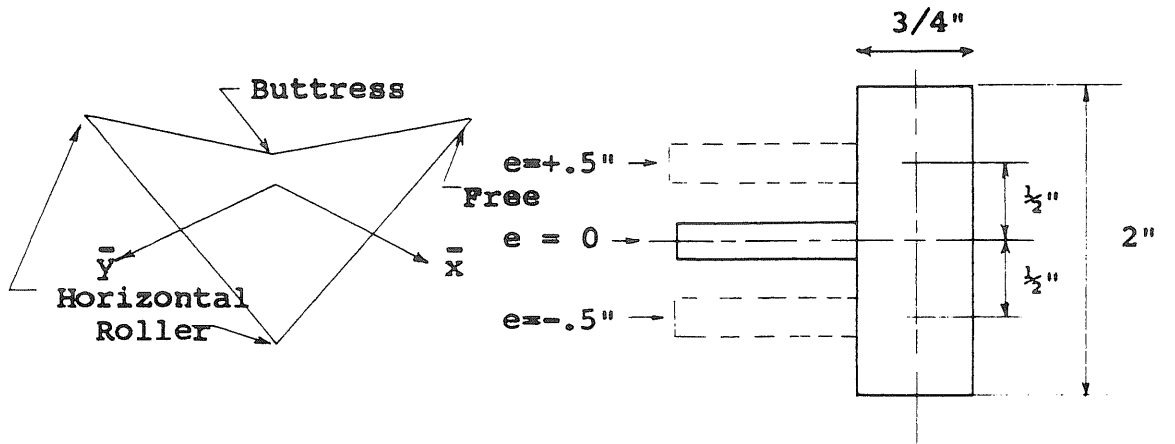 Buttress
Free
ȳ
x̄
Horizontal
Roller
3/4"
e=+.5"
e = 0
e=-.5"
½"
½"
2"